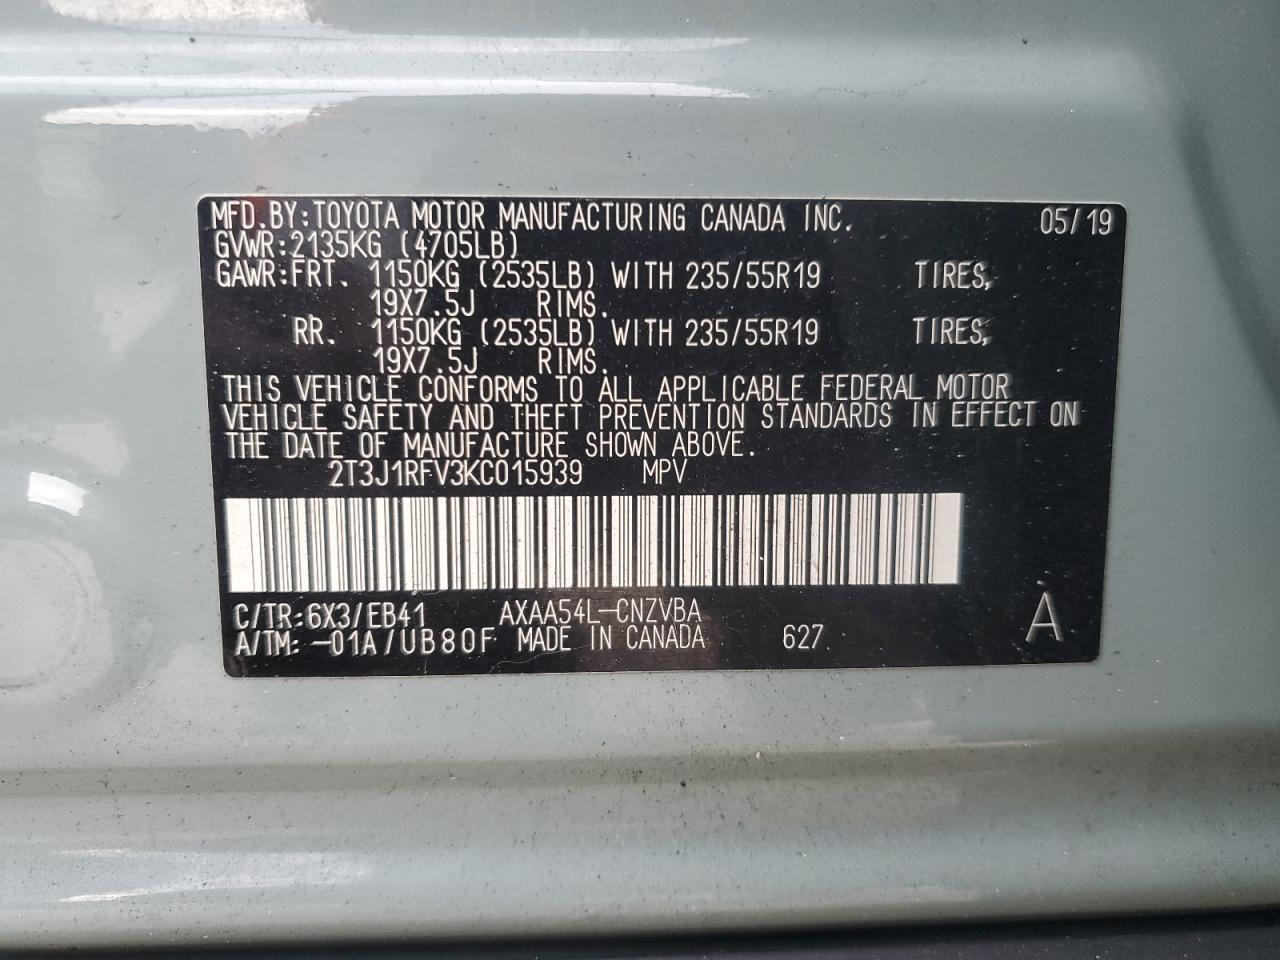 MFD.BY:TOYOTA MOTOR MANUFACTURING CANADA INC. 05/19
GVWR:2135KG (4705LB)
GAWR:FRT. 1150KG (2535LB) WITH 235/55R19 TIRES,
19X7.5J RIMS.
RR. 1150KG (2535LB) WITH 235/55R19 TIRES,
19X7.5J RIMS.
THIS VEHICLE CONFORMS TO ALL APPLICABLE FEDERAL MOTOR
VEHICLE SAFETY AND THEFT PREVENTION STANDARDS IN EFFECT ON
THE DATE OF MANUFACTURE SHOWN ABOVE.
2T3J1RFV3KC015939 MPV
C/TR:6X3/EB41 AXAA54L-CNZVBA
A/TM:-01A/UB80F MADE IN CANADA 627 A